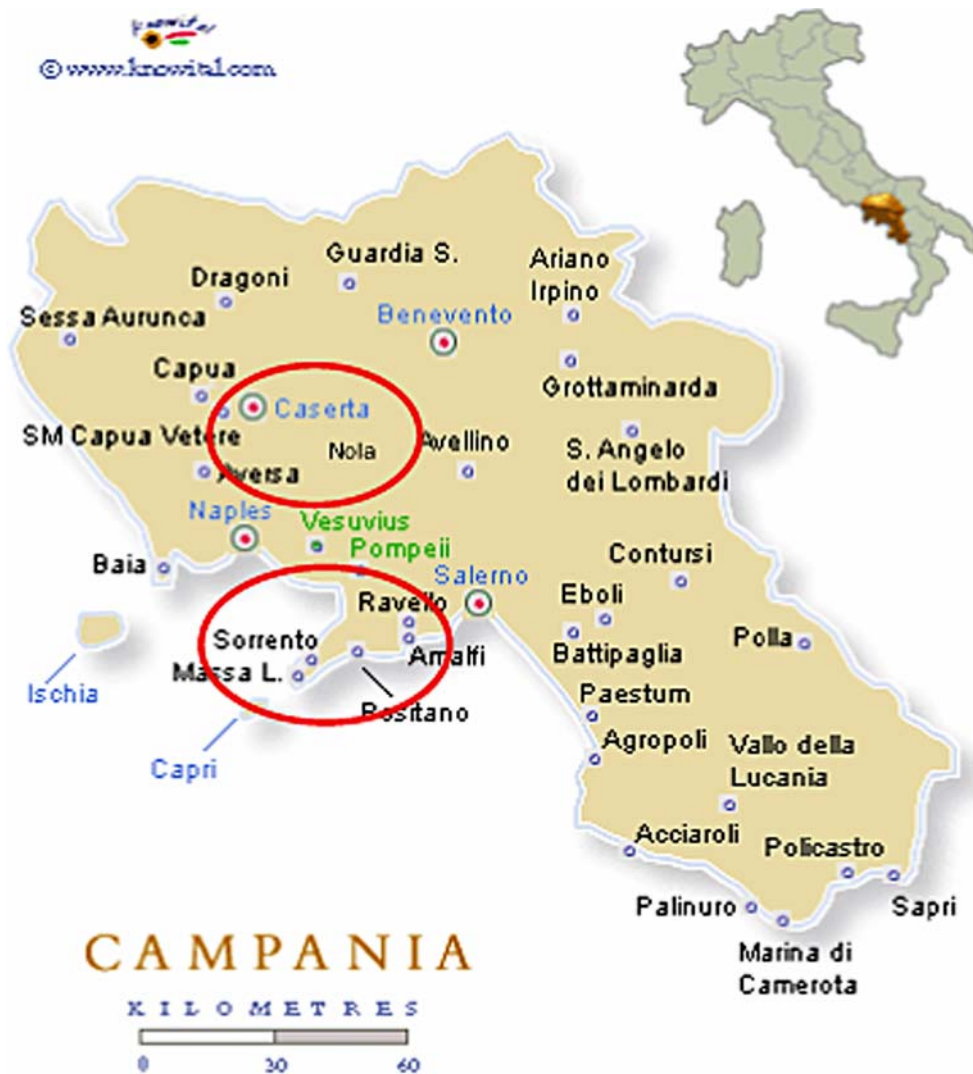 knowital
© www.knowital.com
Guardia S.
Ariano
Irpino
Dragoni
Sessa Aurunca
Benevento
Capua
Caserta
Grottaminarda
SM Capua Vetere
Nola
Avellino
S. Angelo
dei Lombardi
Aversa
Naples
Vesuvius
Pompeii
Baia
Salerno
Contursi
Ravello
Eboli
Sorrento
Amalfi
Battipaglia
Polla
Massa L.
Ischia
Positano
Paestum
Capri
Agropoli
Vallo della
Lucania
Acciaroli
Policastro
Palinuro
Sapri
Marina di
Camerota
CAMPANIA
KILOMETRES
0 30 60